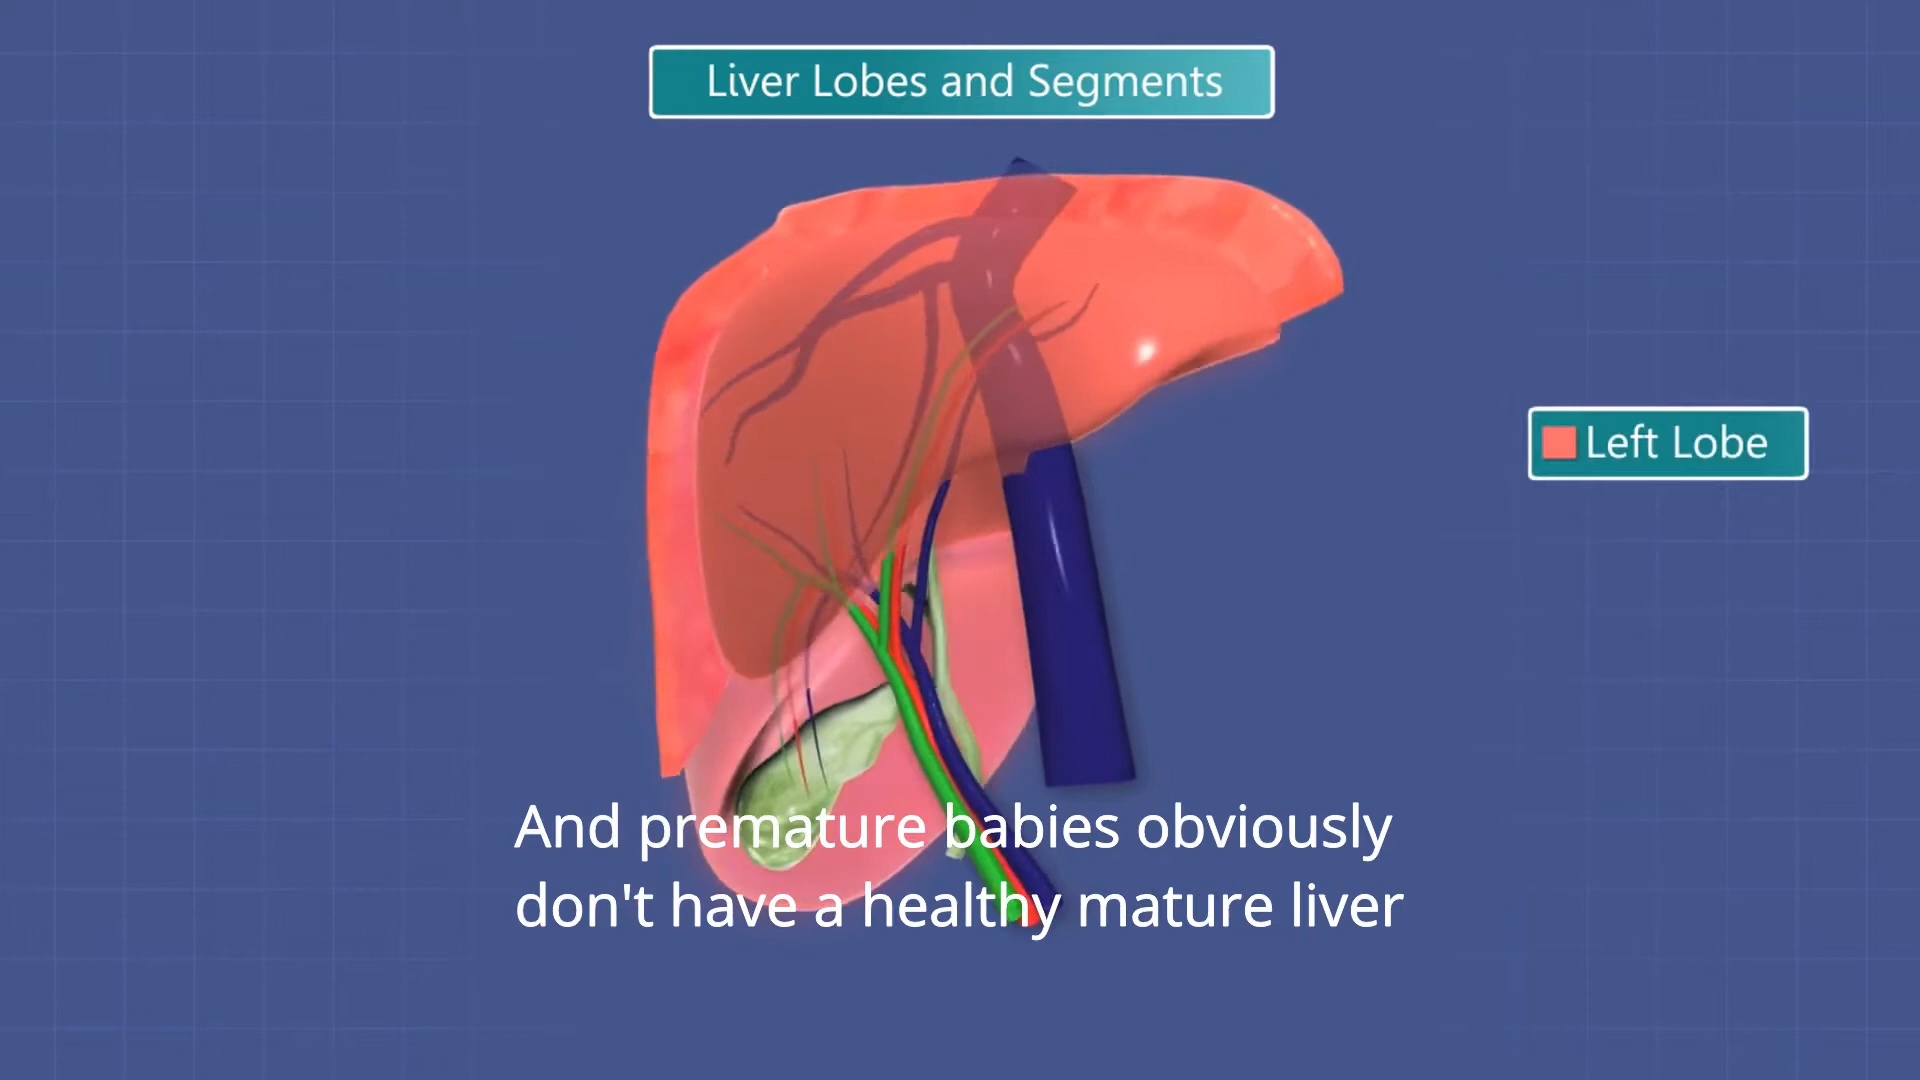 Liver Lobes and Segments
Left Lobe
And premature babies obviously
don't have a healthy mature liver